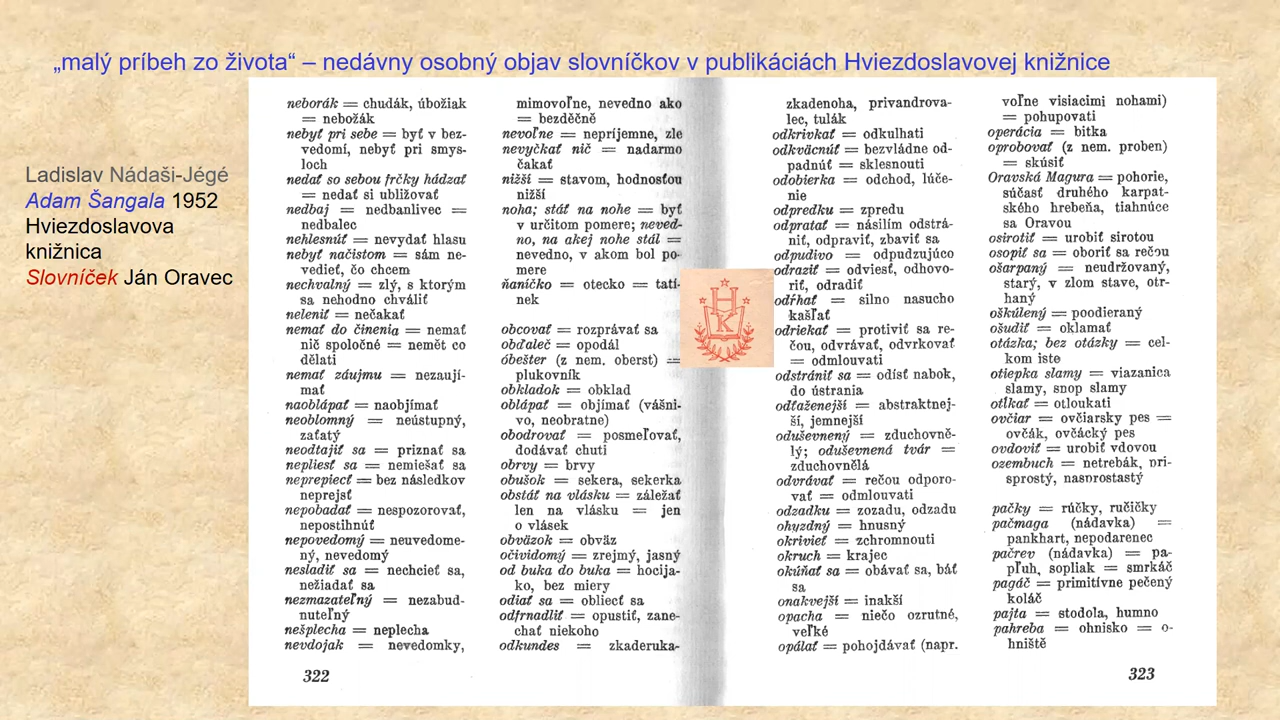 „malý príbeh zo života“ – nedávny osobný objav slovníčkov v publikáciách Hviezdoslavovej knižnice
Ladislav Nádaši-Jégé
Adam Šangala 1952
Hviezdoslavova
knižnica
Slovníček Ján Oravec
neborák = chudák, úbožiak
= nebožák
nebyť pri sebe = byť v bez-
vedomí, nebyť pri smys-
loch
nedať so sebou frčky hádzať
= nedať si ubližovať
nedbaj = nedbanlivec =
nedbalec
nehlesnúť = nevydať hlasu
nebyť načistom = sám ne-
vedieť, čo chcem
nechvalný = zlý, s ktorým
sa nehodno chváliť
neleniť = nečakať
nemať do činenia = nemať
nič spoločné = nemět co
dělati
nemať záujmu = nezaují-
mať
naoblápať = naobjímať
neoblomný = neústupný,
zaťatý
neodtajiť sa = priznať sa
nepliesť sa = nemiešať sa
neprepiecť = bez následkov
neprejsť
nepobadať = nespozorovať,
nepostihnúť
nepovedomý = neuvedome-
ný, nevedomý
nesladiť sa = nechcieť sa,
nežiadať sa
nezmazateľný = nezabud-
nuteľný
nešplecha = neplecha
nevdojak = nevedomky,
322
mimovoľne, nevedno ako
= bezděčně
nevoľne = nepríjemne, zle
nevyčkať nič = nadarmo
čakať
nižší = stavom, hodnosťou
nižší
noha; stáť na nohe = byť
v určitom pomere; neved-
no, na akej nohe stál =
nevedno, v akom bol po-
mere
ňaníčko = otecko = tatí-
nek
obcovať = rozprávať sa
obďaleč = opodál
óbešter (z nem. oberst) =
plukovník
obkladok = obklad
oblápať = objímať (vášni-
vo, neobratne)
obodrovať = posmeľovať,
dodávať chuti
obrvy = brvy
obušok = sekera, sekerka
obstáť na vlásku = záležať
len na vlásku = jen
o vlásek
obväzok = obväz
očividomý = zrejmý, jasný
od buka do buka = hocija-
ko, bez miery
odiať sa = obliecť sa
odfrnadliť = opustiť, zane-
chať niekoho
odkundes = zkaderuka-
zkadenoha, privandrova-
lec, tulák
odkrivkať = odkulhati
odkväcnúť = bezvládne od-
padnúť = sklesnouti
odobierka = odchod, lúče-
nie
odpredku = zpredu
odpratať = násilím odstrá-
niť, odpraviť, zbaviť sa
odpudivo = odpudzujúco
odraziť = odviesť, odhovo-
riť, odradiť
odŕhať = silno nasucho
kašľať
odriekať = protiviť sa re-
čou, odvrávať, odvrkovať
= odmlouvati
odstrániť sa = odísť nabok,
do ústrania
odťaženejší = abstraktnej-
ší, jemnejší
oduševnený = zduchovně-
lý; oduševnená tvár =
zduchovnělá
odvrávať = rečou odporo-
vať = odmlouvati
odzadku = zozadu, odzadu
ohyzdný = hnusný
okrivieť = zchromnouti
okruch = krajec
okúňať sa = obávať sa, báť
sa
onakvejší = inakší
opacha = niečo ozrutné,
veľké
opálať = pohojdávať (napr.
voľne visiacimi nohami)
= pohupovati
operácia = bitka
oprobovať (z nem. proben)
= skúsiť
Oravská Magura = pohorie,
súčasť druhého karpat-
ského hrebeňa, tiahnúce
sa Oravou
osirotiť = urobiť sirotou
osopiť sa = oboriť sa rečou
ošarpaný = neudržovaný,
starý, v zlom stave, otr-
haný
oškúlený = poodieraný
ošudiť = oklamať
otázka; bez otázky = cel-
kom iste
otiepka slamy = viazanica
slamy, snop slamy
otĺkať = otloukati
ovčiar = ovčiarsky pes =
ovčák, ovčácký pes
ovdoviť = urobiť vdovou
ozembuch = netrebák, pri-
sprostý, nasprostastý
pačky = rúčky, ručičky
pačmaga (nádavka) =
pankhart, nepodarenec
pačrev (nádavka) = pa-
pľuh, sopliak = smrkáč
pagáč = primitívne pečený
koláč
pajta = stodola, humno
pahreba = ohnisko = o-
hniště
323
HK